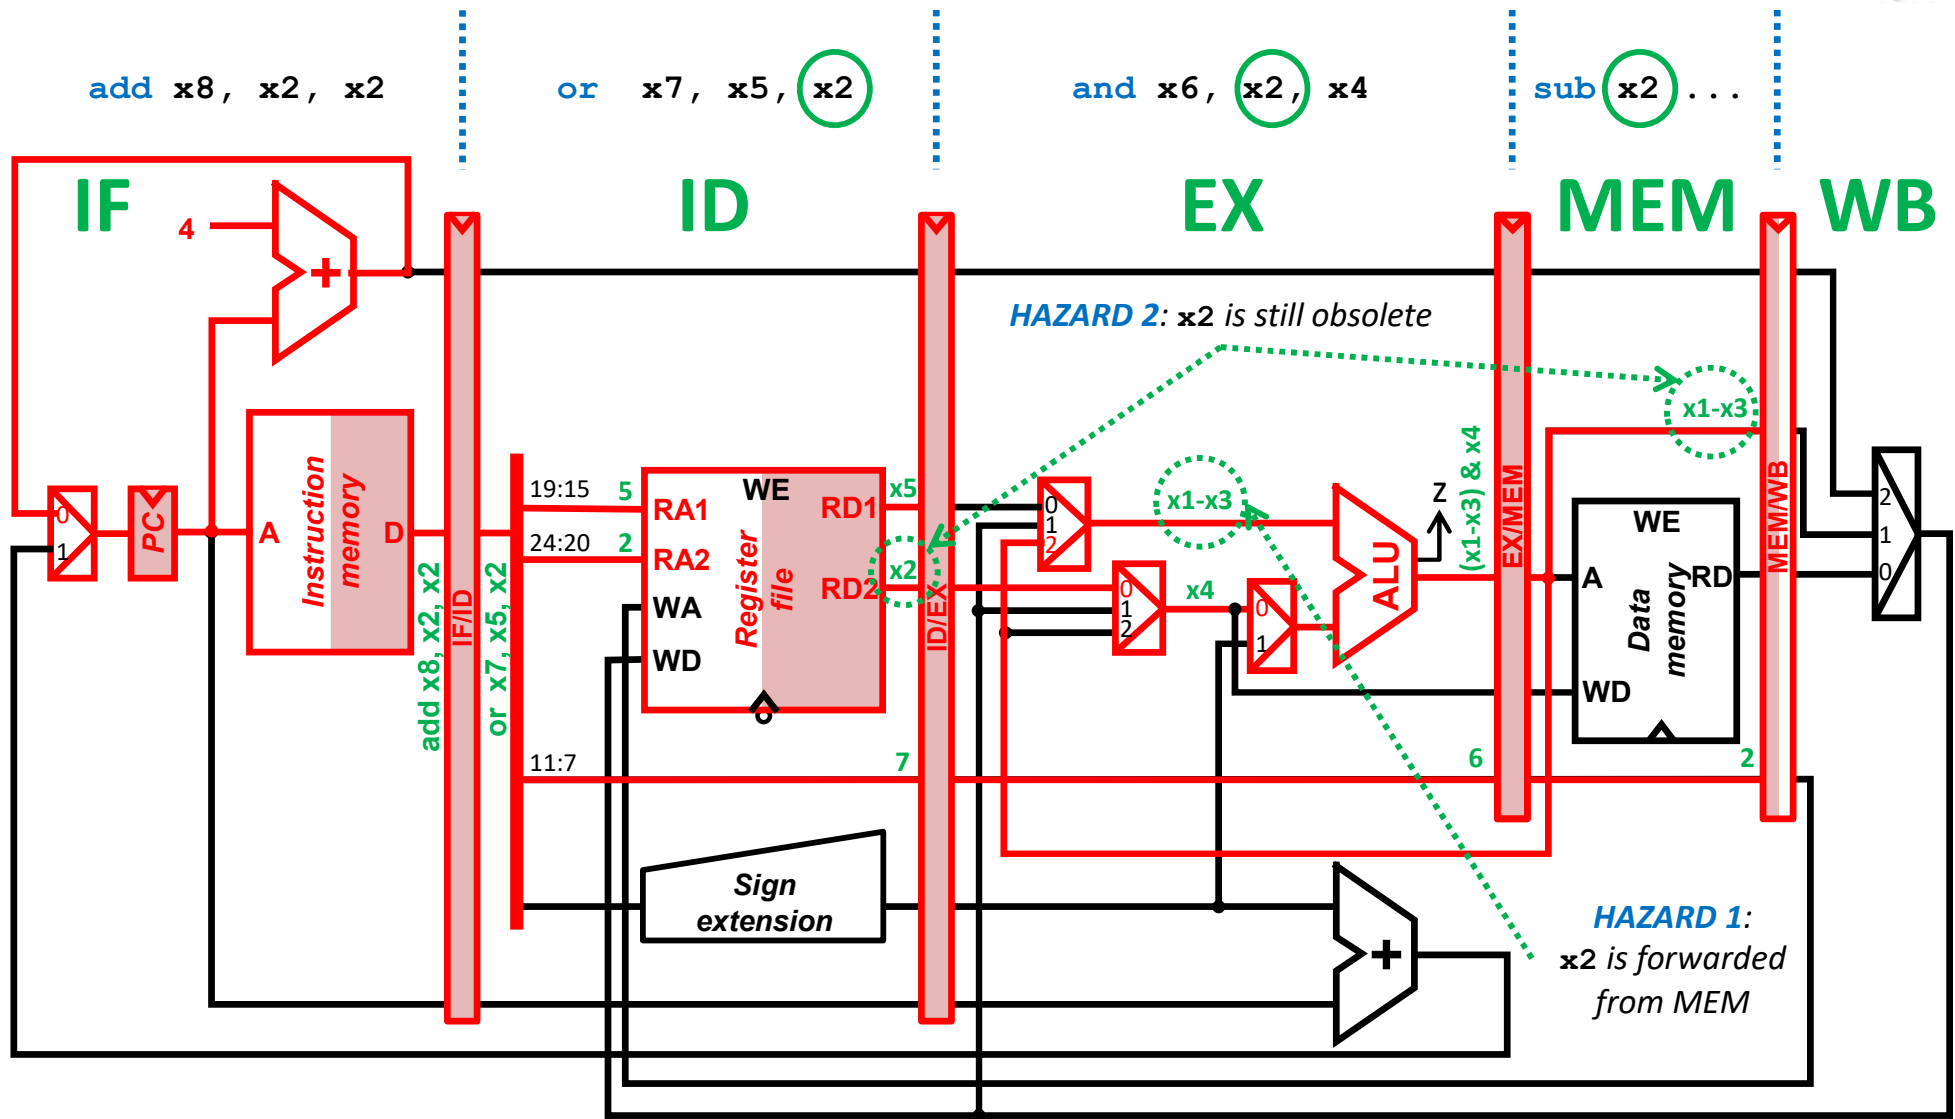 add x8, x2, x2
or x7, x5, x2
and x6, x2, x4
sub x2 ...
IF
ID
EX
MEM
WB
4
+
HAZARD 2: x2 is still obsolete
x1-x3
0
1
PC
A
Instruction memory
D
add x8, x2, x2
IF/ID
or x7, x5, x2
19:15
5
24:20
2
11:7
RA1
RA2
WA
WD
WE
Register file
RD1
RD2
x5
x2
7
ID/EX
0
1
2
0
1
2
x1-x3
x4
0
1
ALU
Z
(x1-x3) & x4
6
EX/MEM
A
WE
Data memory
RD
WD
2
MEM/WB
2
1
0
Sign
extension
+
HAZARD 1:
x2 is forwarded
from MEM